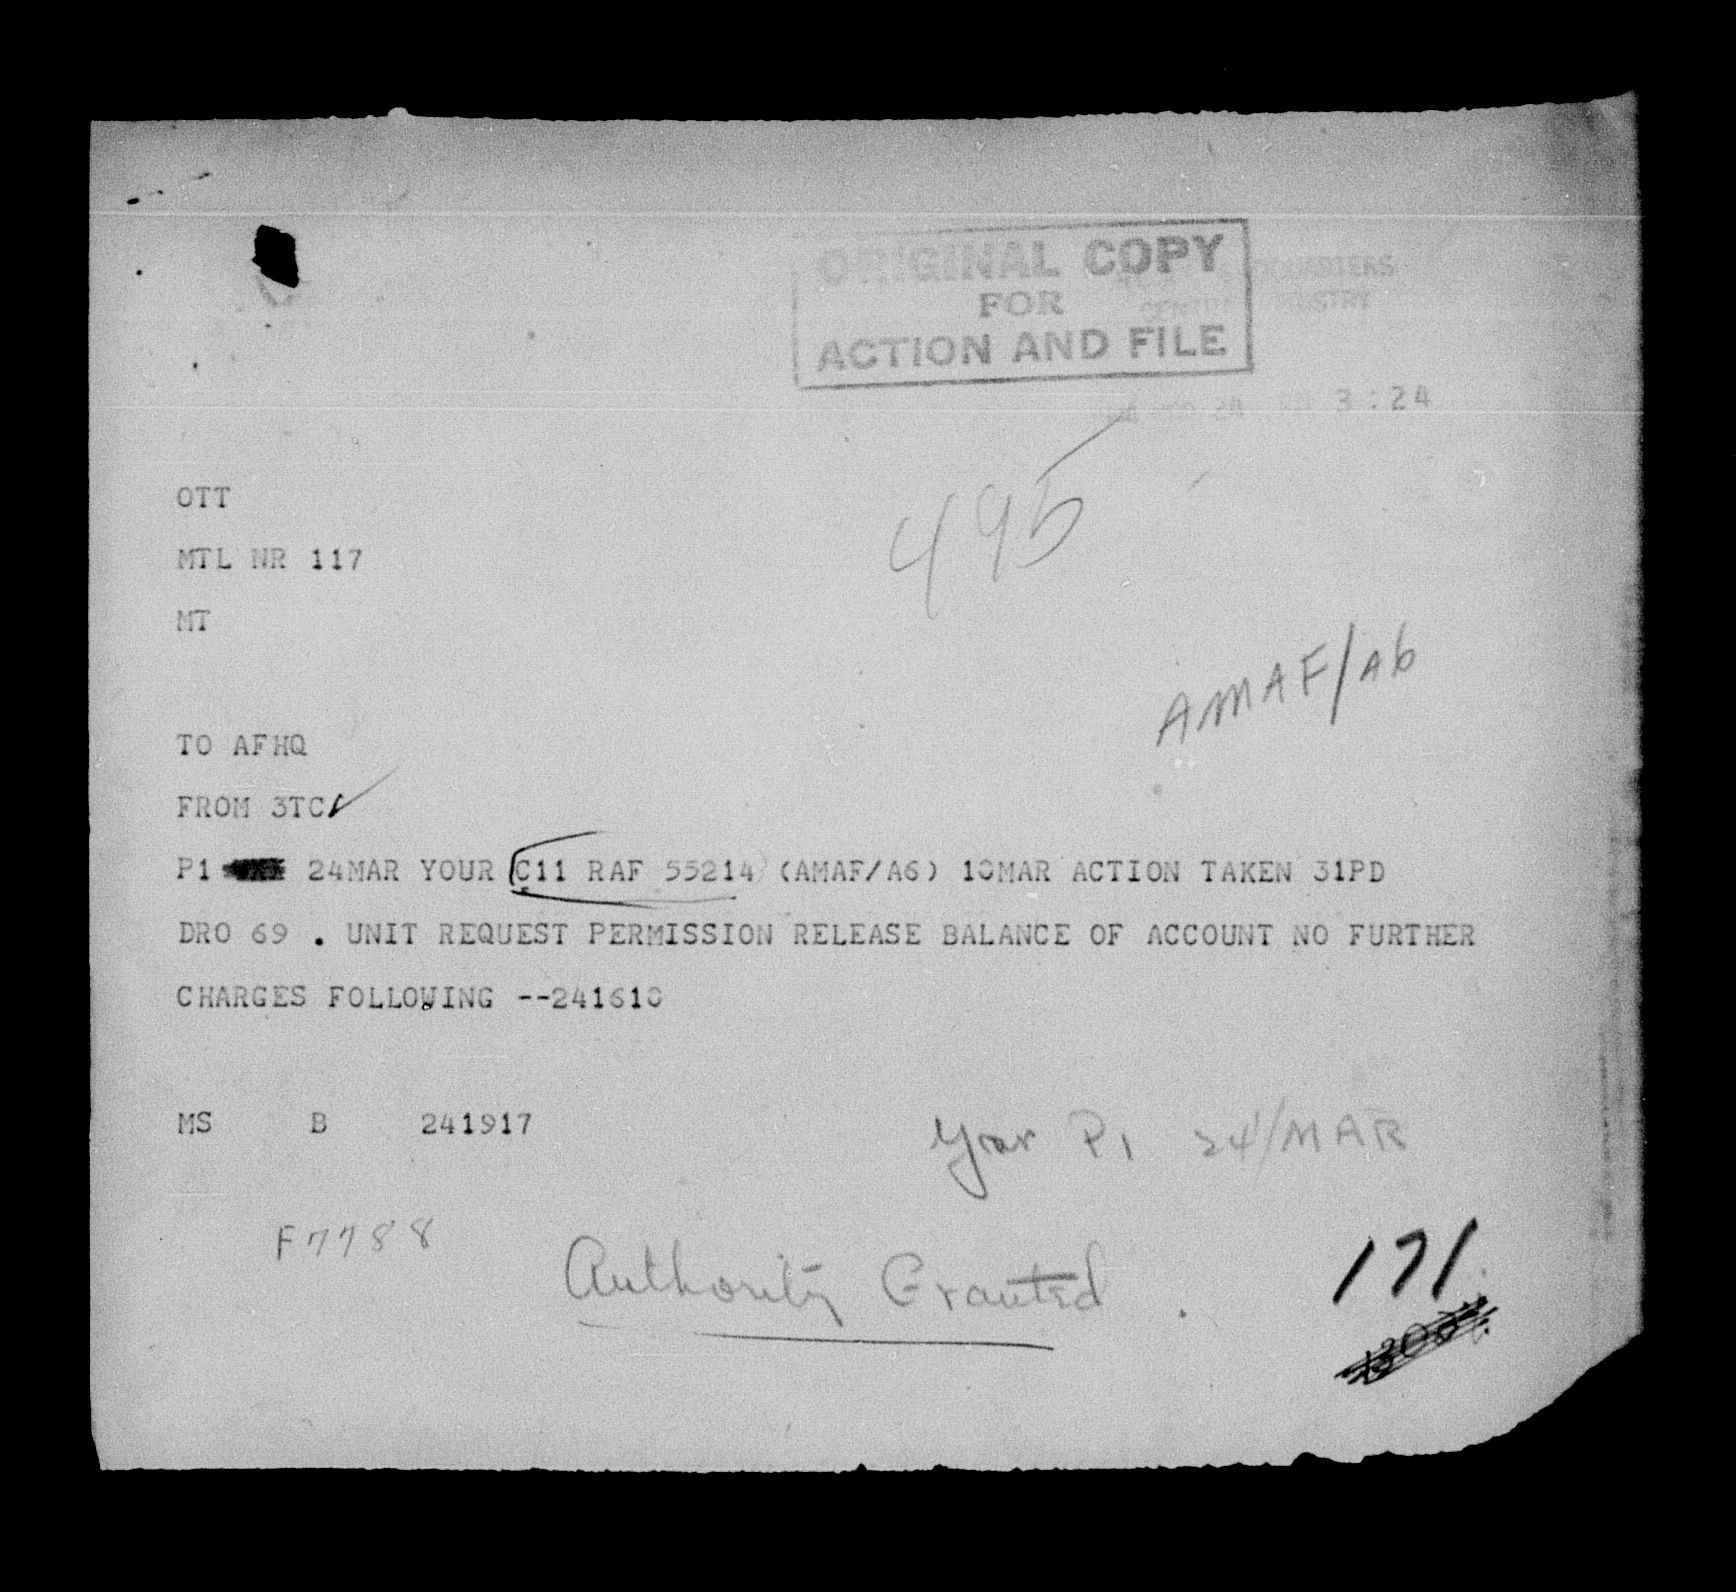 ORIGINAL COPY
FOR
ACTION AND FILE
3:24
495
OTT
MTL NR 117
MT
AMAF/A6
TO AFHQ
FROM 3TC
P1 24MAR YOUR C11 RAF 55214 (AMAF/A6) 10MAR ACTION TAKEN 31PD
DRO 69 . UNIT REQUEST PERMISSION RELEASE BALANCE OF ACCOUNT NO FURTHER
CHARGES FOLLOWING --241610
MS B 241917
Your P1 24/MAR
F7788
Authority Granted.
171